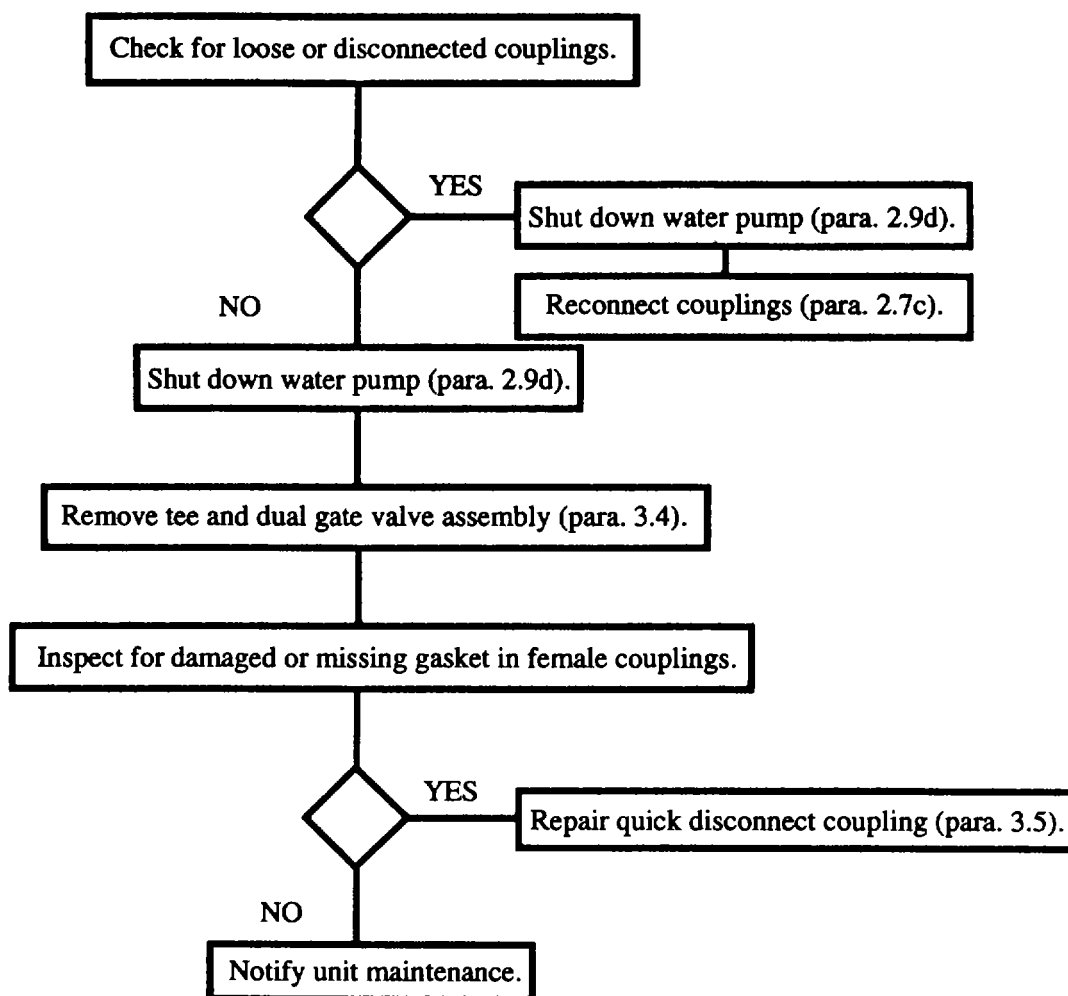 Check for loose or disconnected couplings.
YES
Shut down water pump (para. 2.9d).
Reconnect couplings (para. 2.7c).
NO
Shut down water pump (para. 2.9d).
Remove tee and dual gate valve assembly (para. 3.4).
Inspect for damaged or missing gasket in female couplings.
YES
Repair quick disconnect coupling (para. 3.5).
NO
Notify unit maintenance.